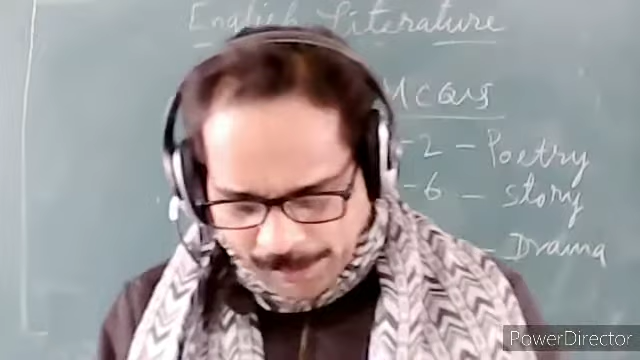 English Literature
MCQs
-2 - Poetry
-6 - Story
- Drama
PowerDirector